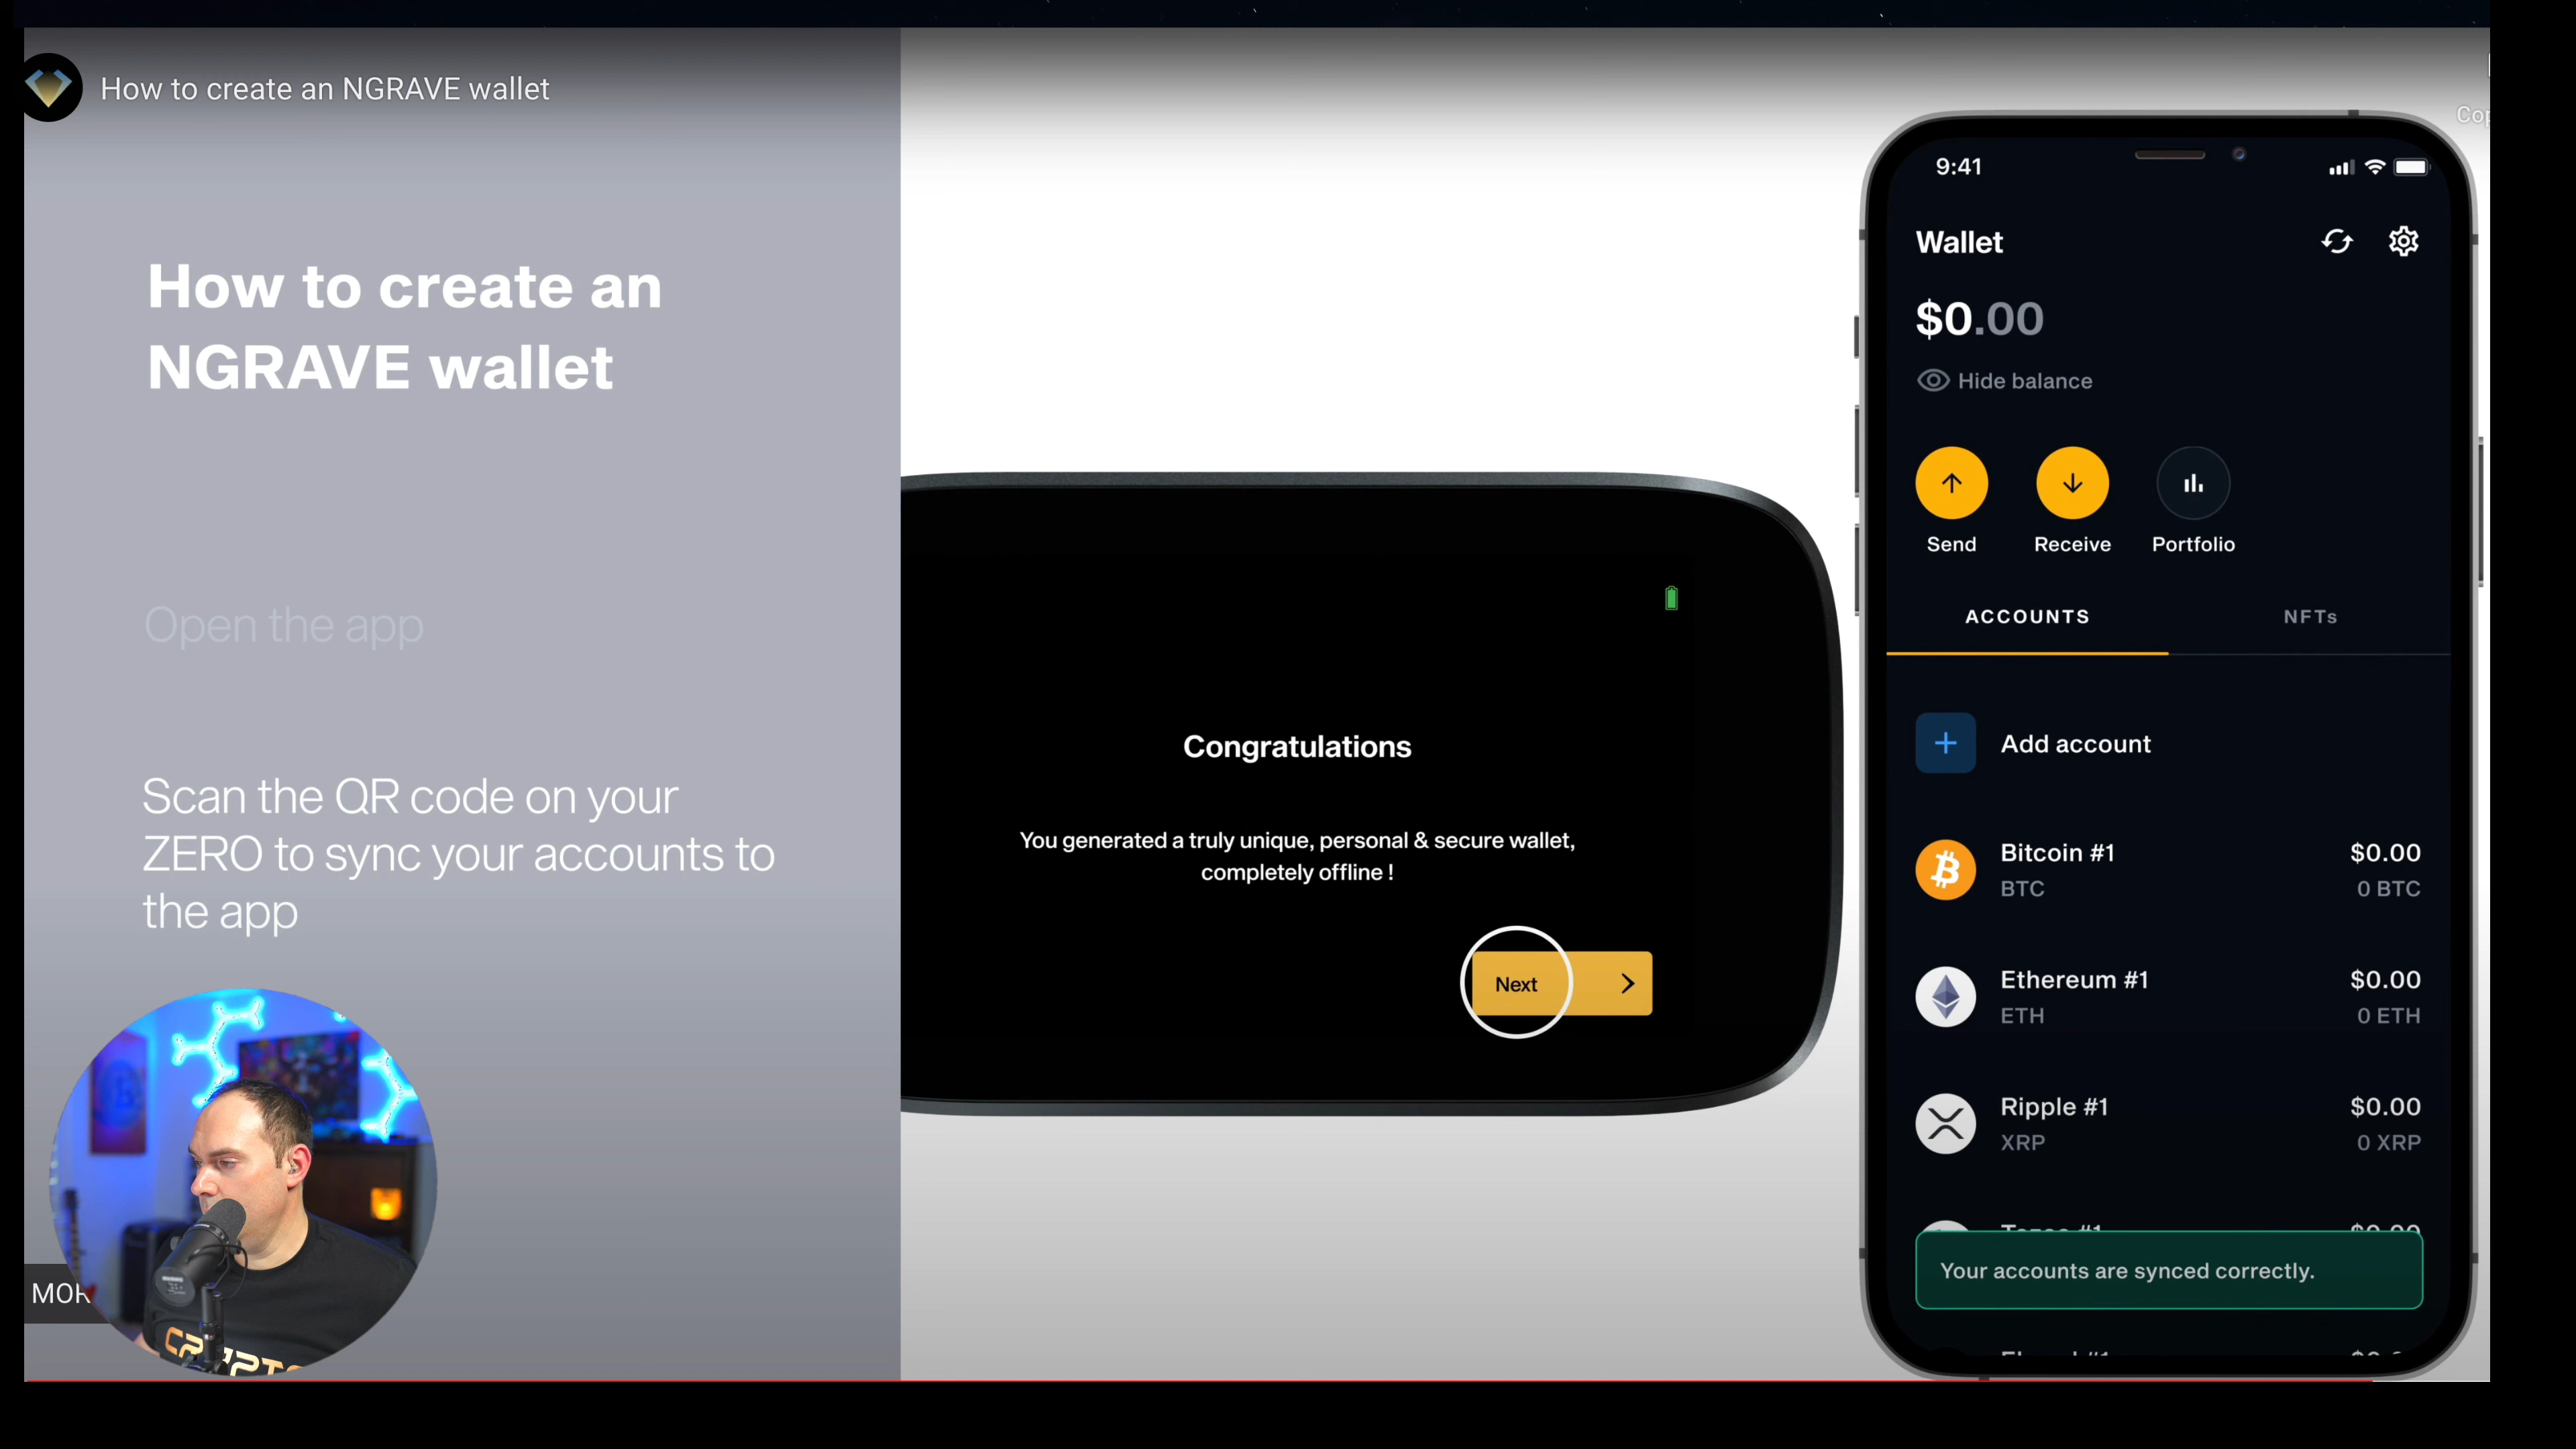 How to create an NGRAVE wallet
How to create an
NGRAVE wallet
Open the app
Scan the QR code on your
ZERO to sync your accounts to
the app
Congratulations
You generated a truly unique, personal & secure wallet,
completely offline !
Next
9:41
Wallet
$0.00
Hide balance
Send Receive Portfolio
ACCOUNTS NFTs
Add account
Bitcoin #1 $0.00
BTC 0 BTC
Ethereum #1 $0.00
ETH 0 ETH
Ripple #1 $0.00
XRP 0 XRP
Your accounts are synced correctly.